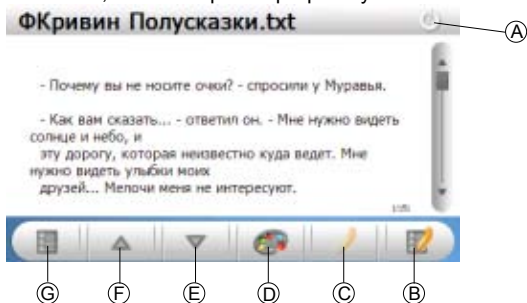 ФКривин Полусказки.txt
- Почему вы не носите очки? - спросили у Муравья.
- Как вам сказать... - ответил он. - Мне нужно видеть
солнце и небо, и
эту дорогу, которая неизвестно куда ведет. Мне
нужно видеть улыбки моих
друзей... Мелочи меня не интересуют.
A
G
F
E
D
C
B